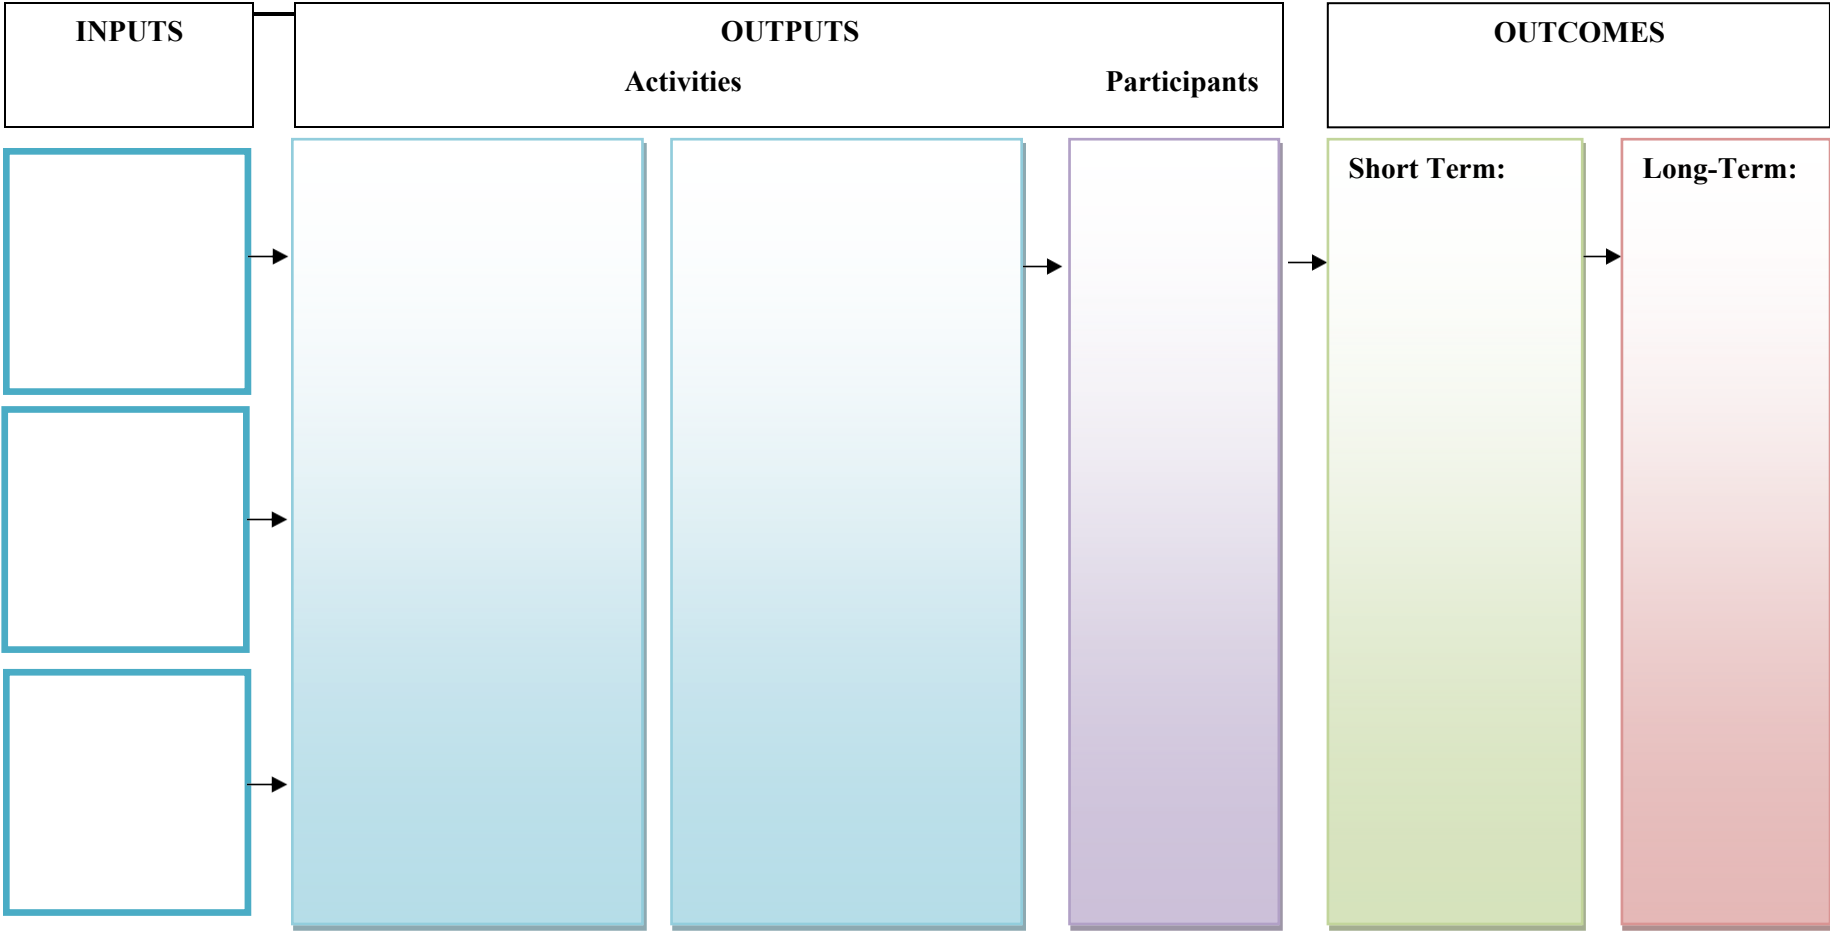 INPUTS
OUTPUTS
Activities Participants
OUTCOMES
Short Term:
Long-Term: